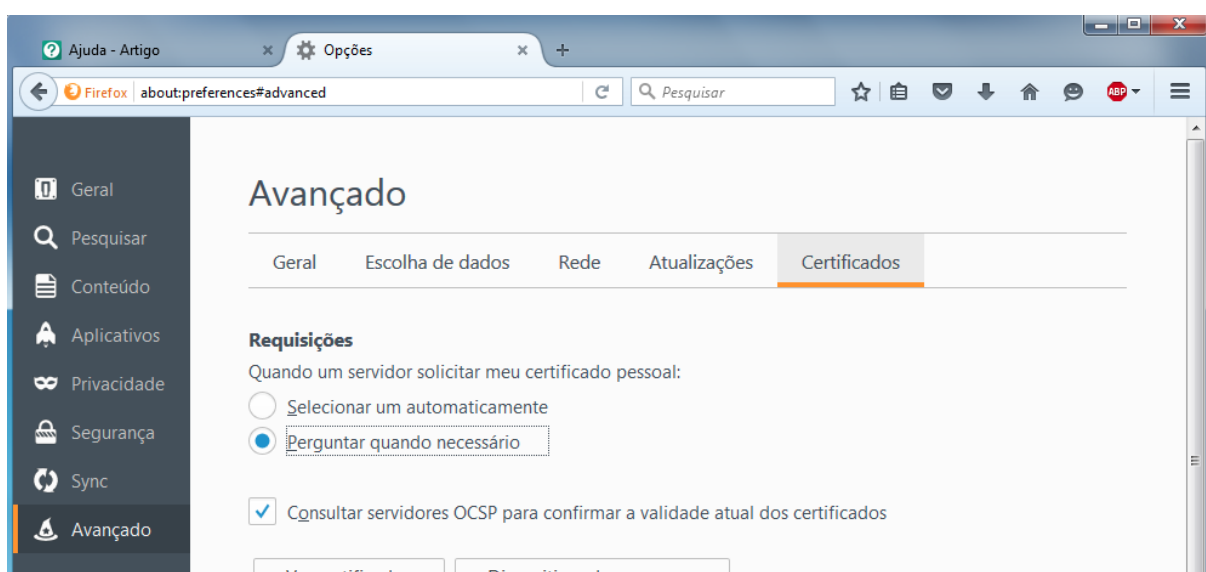 Ajuda - Artigo
Opções
Firefox about:preferences#advanced
Pesquisar
ABP
Geral
Pesquisar
Conteúdo
Aplicativos
Privacidade
Segurança
Sync
Avançado
Avançado
Geral Escolha de dados Rede Atualizações Certificados
Requisições
Quando um servidor solicitar meu certificado pessoal:
Selecionar um automaticamente
Perguntar quando necessário
Consultar servidores OCSP para confirmar a validade atual dos certificados